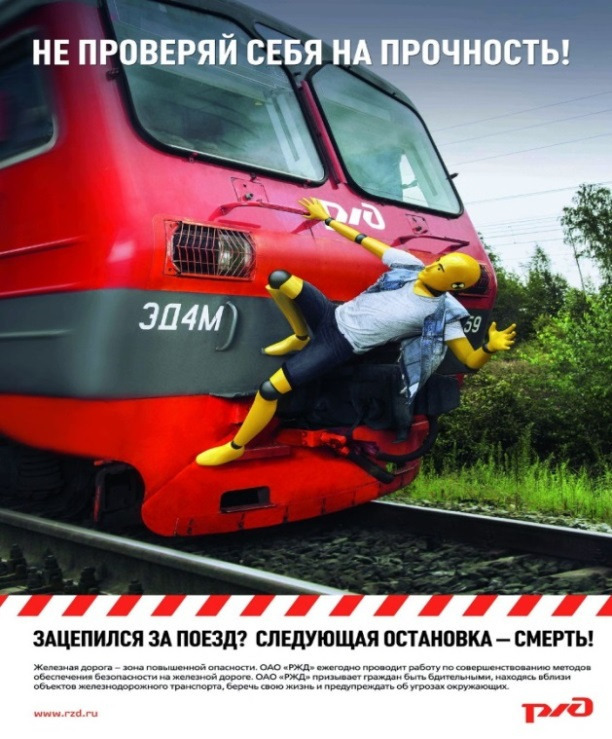 НЕ ПРОВЕРЯЙ СЕБЯ НА ПРОЧНОСТЬ!
РЖД
ЭД4М
59
ЗАЦЕПИЛСЯ ЗА ПОЕЗД? СЛЕДУЮЩАЯ ОСТАНОВКА – СМЕРТЬ!
Железная дорога – зона повышенной опасности. ОАО «РЖД» ежегодно проводит работу по совершенствованию методов
обеспечения безопасности на железной дороге. ОАО «РЖД» призывает граждан быть бдительными, находясь вблизи
объектов железнодорожного транспорта, беречь свою жизнь и предупреждать об угрозах окружающих.
www.rzd.ru
РЖД